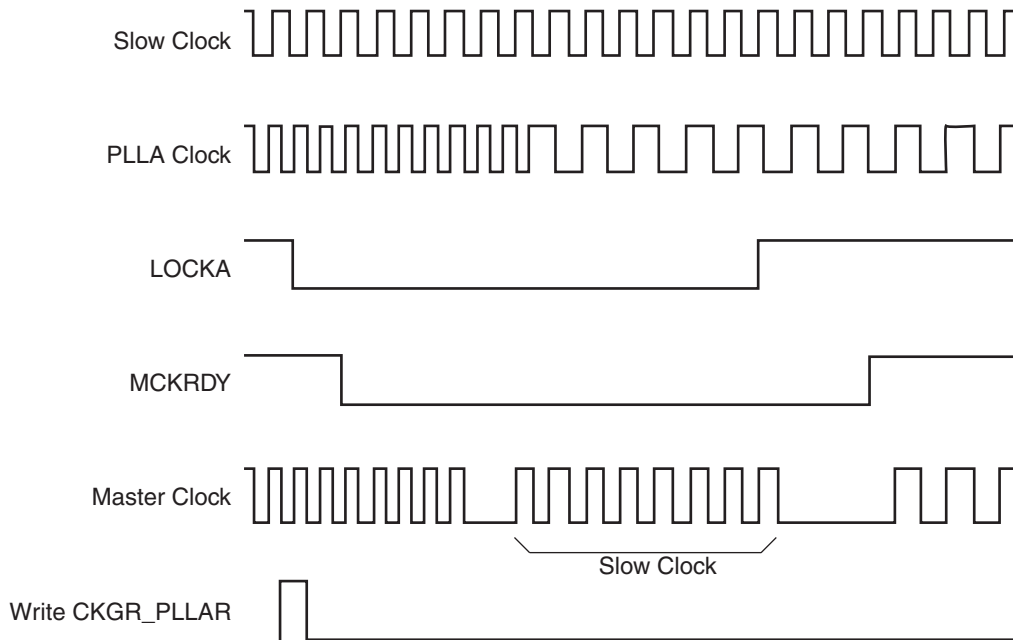 Slow Clock
PLLA Clock
LOCKA
MCKRDY
Master Clock
Slow Clock
Write CKGR_PLLAR